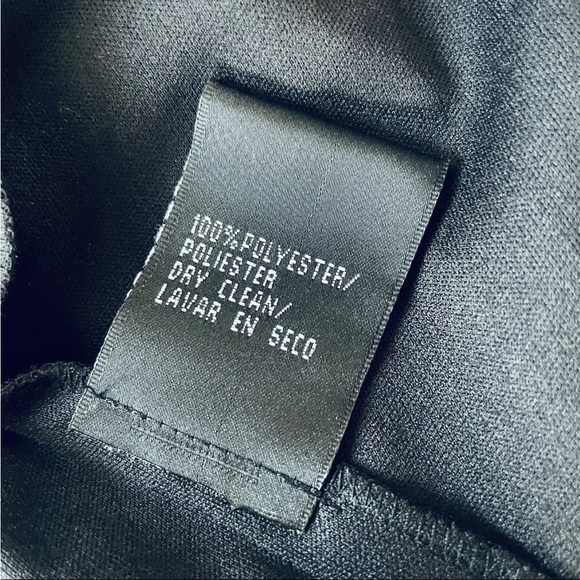 100%POLYESTER/
POLIESTER
DRY CLEAN/
LAVAR EN SECO